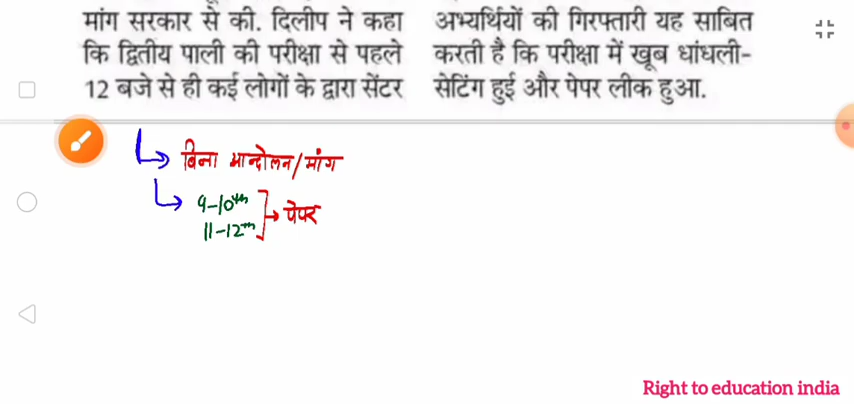 मांग सरकार से की. दिलीप ने कहा
कि द्वितीय पाली की परीक्षा से पहले
12 बजे से ही कई लोगों के द्वारा सेंटर
अभ्यर्थियों की गिरफ्तारी यह साबित
करती है कि परीक्षा में खूब धांधली-
सेटिंग हुई और पेपर लीक हुआ.
बिना आन्दोलन/मांग
9-10th
11-12th
पेपर
Right to education india